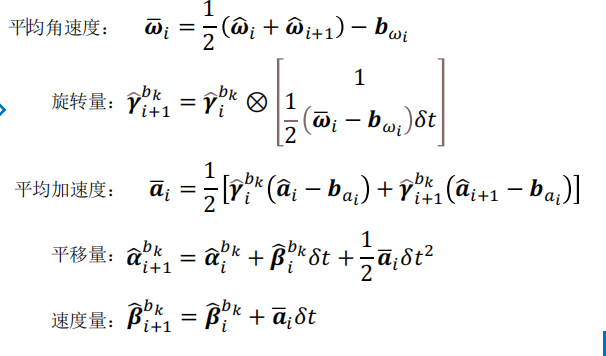 平均角速度： $\overline{\boldsymbol{\omega}}_i = \frac{1}{2}(\widehat{\boldsymbol{\omega}}_i + \widehat{\boldsymbol{\omega}}_{i+1}) - \boldsymbol{b}_{\omega_i}$
旋转量： $\widehat{\boldsymbol{\gamma}}_{i+1}^{b_k} = \widehat{\boldsymbol{\gamma}}_i^{b_k} \otimes \begin{bmatrix} 1 \\ \frac{1}{2}(\overline{\boldsymbol{\omega}}_i - \boldsymbol{b}_{\omega_i})\delta t \end{bmatrix}$
平均加速度： $\overline{\boldsymbol{a}}_i = \frac{1}{2}[\widehat{\boldsymbol{\gamma}}_i^{b_k}(\widehat{\boldsymbol{a}}_i - \boldsymbol{b}_{a_i}) + \widehat{\boldsymbol{\gamma}}_{i+1}^{b_k}(\widehat{\boldsymbol{a}}_{i+1} - \boldsymbol{b}_{a_i})]$
平移量： $\widehat{\boldsymbol{\alpha}}_{i+1}^{b_k} = \widehat{\boldsymbol{\alpha}}_i^{b_k} + \widehat{\boldsymbol{\beta}}_i^{b_k}\delta t + \frac{1}{2}\overline{\boldsymbol{a}}_i\delta t^2$
速度量： $\widehat{\boldsymbol{\beta}}_{i+1}^{b_k} = \widehat{\boldsymbol{\beta}}_i^{b_k} + \overline{\boldsymbol{a}}_i\delta t$